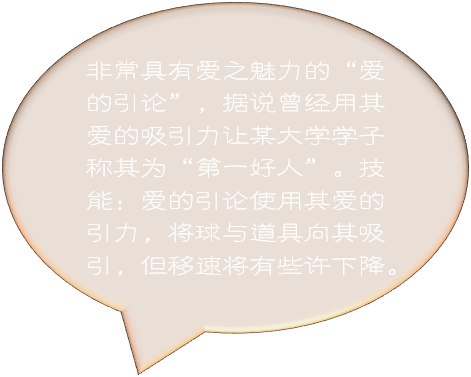 非常具有爱之魅力的“爱
的引论”，据说曾经用其
爱的吸引力让某大学学子
称其为“第一好人”。技
能：爱的引论使用其爱的
引力，将球与道具向其吸
引，但移速将有些许下降。